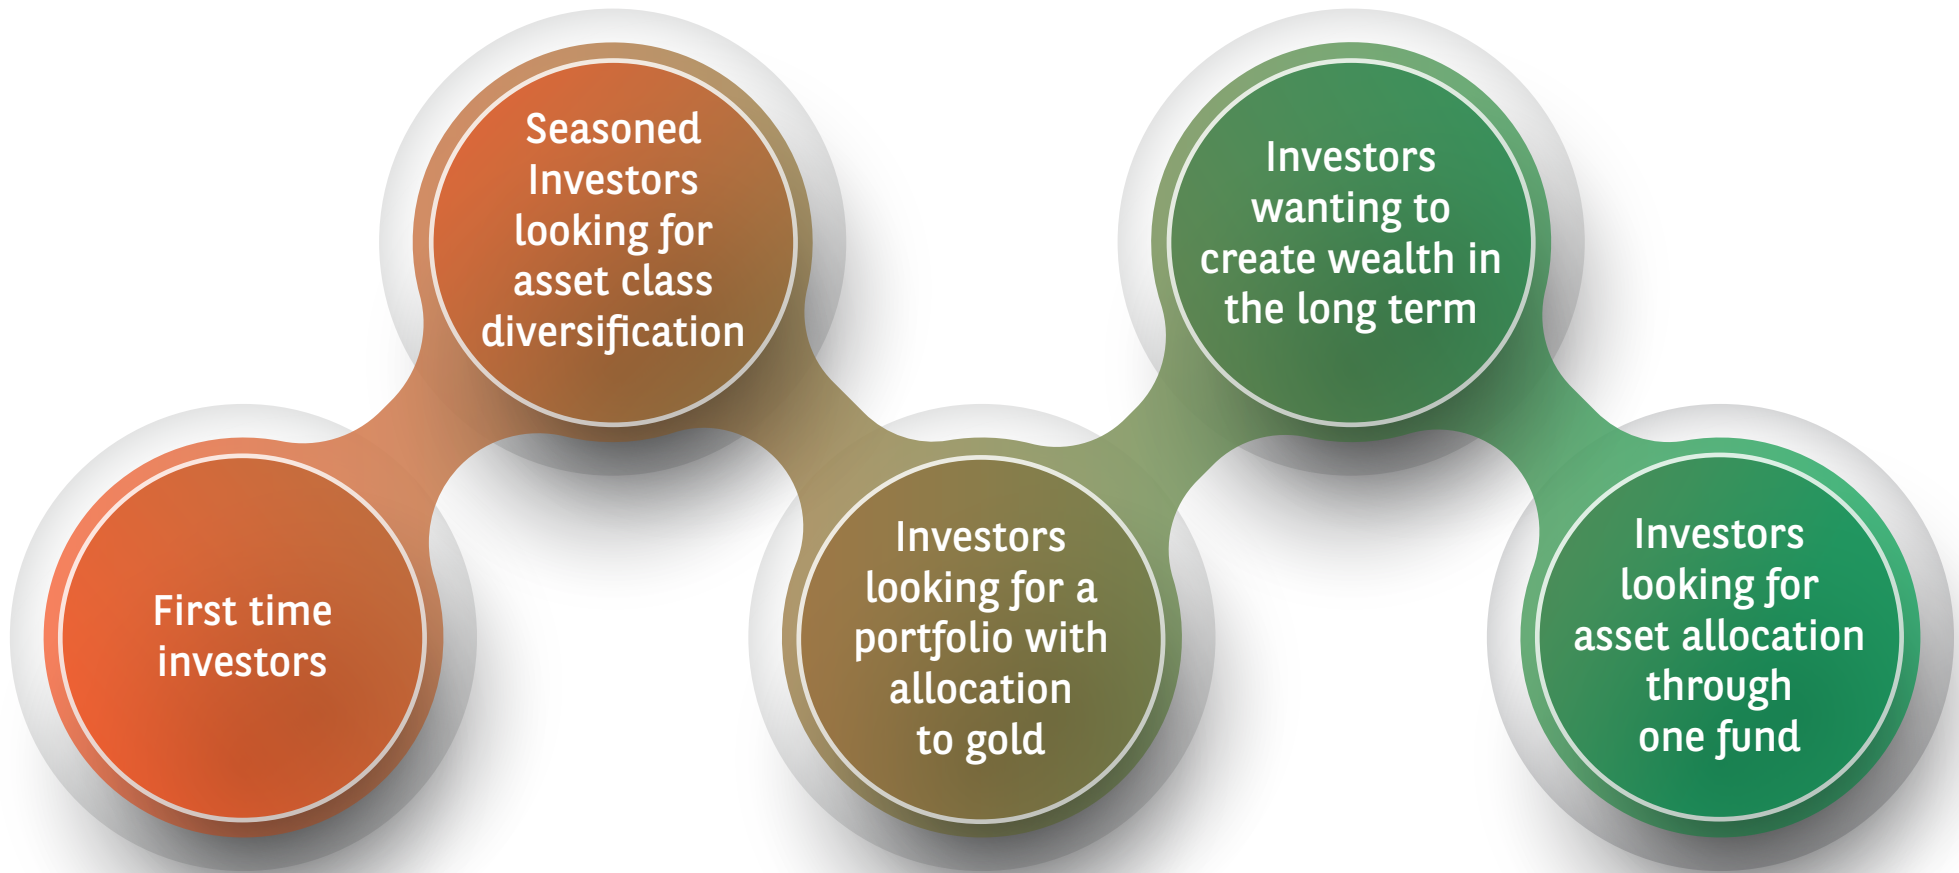 First time
investors
Seasoned
Investors
looking for
asset class
diversification
Investors
looking for a
portfolio with
allocation
to gold
Investors
wanting to
create wealth in
the long term
Investors
looking for
asset allocation
through
one fund